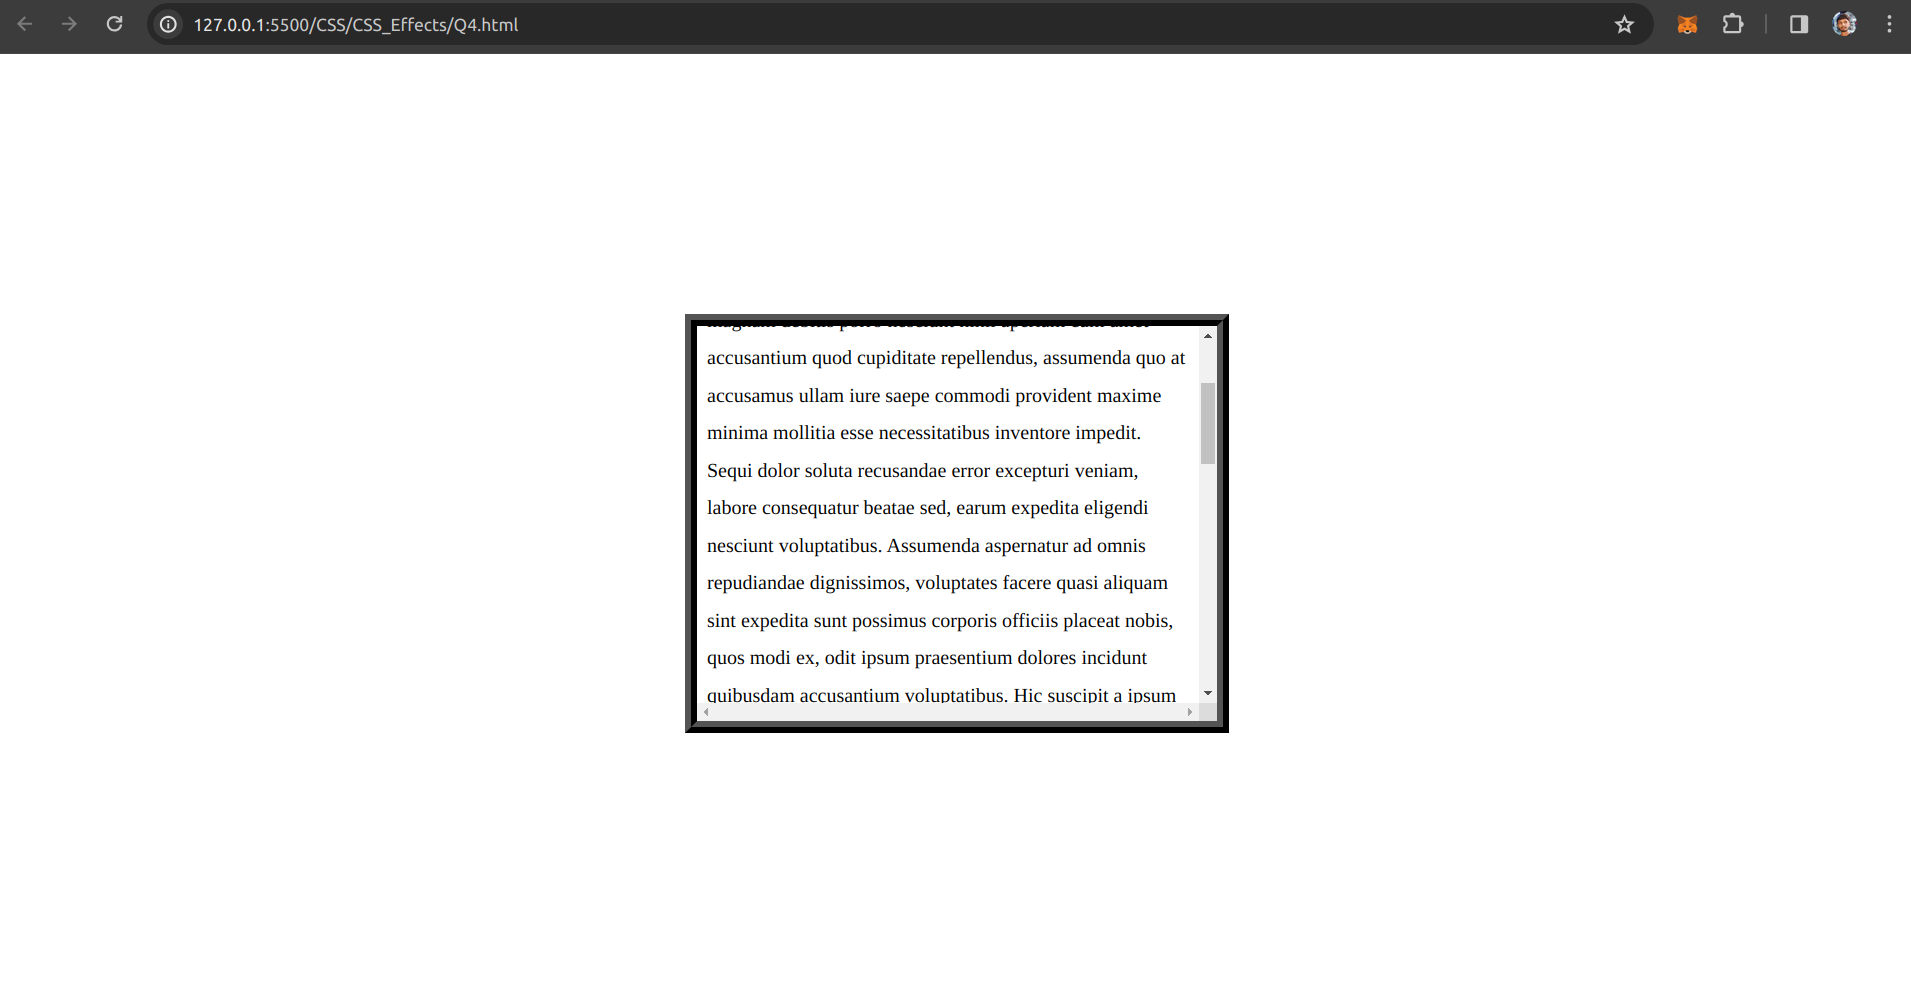 127.0.0.1:5500/CSS/CSS_Effects/Q4.html
accusantium quod cupiditate repellendus, assumenda quo at
accusamus ullam iure saepe commodi provident maxime
minima mollitia esse necessitatibus inventore impedit.
Sequi dolor soluta recusandae error excepturi veniam,
labore consequatur beatae sed, earum expedita eligendi
nesciunt voluptatibus. Assumenda aspernatur ad omnis
repudiandae dignissimos, voluptates facere quasi aliquam
sint expedita sunt possimus corporis officiis placeat nobis,
quos modi ex, odit ipsum praesentium dolores incidunt
quibusdam accusantium voluptatibus. Hic suscipit a ipsum